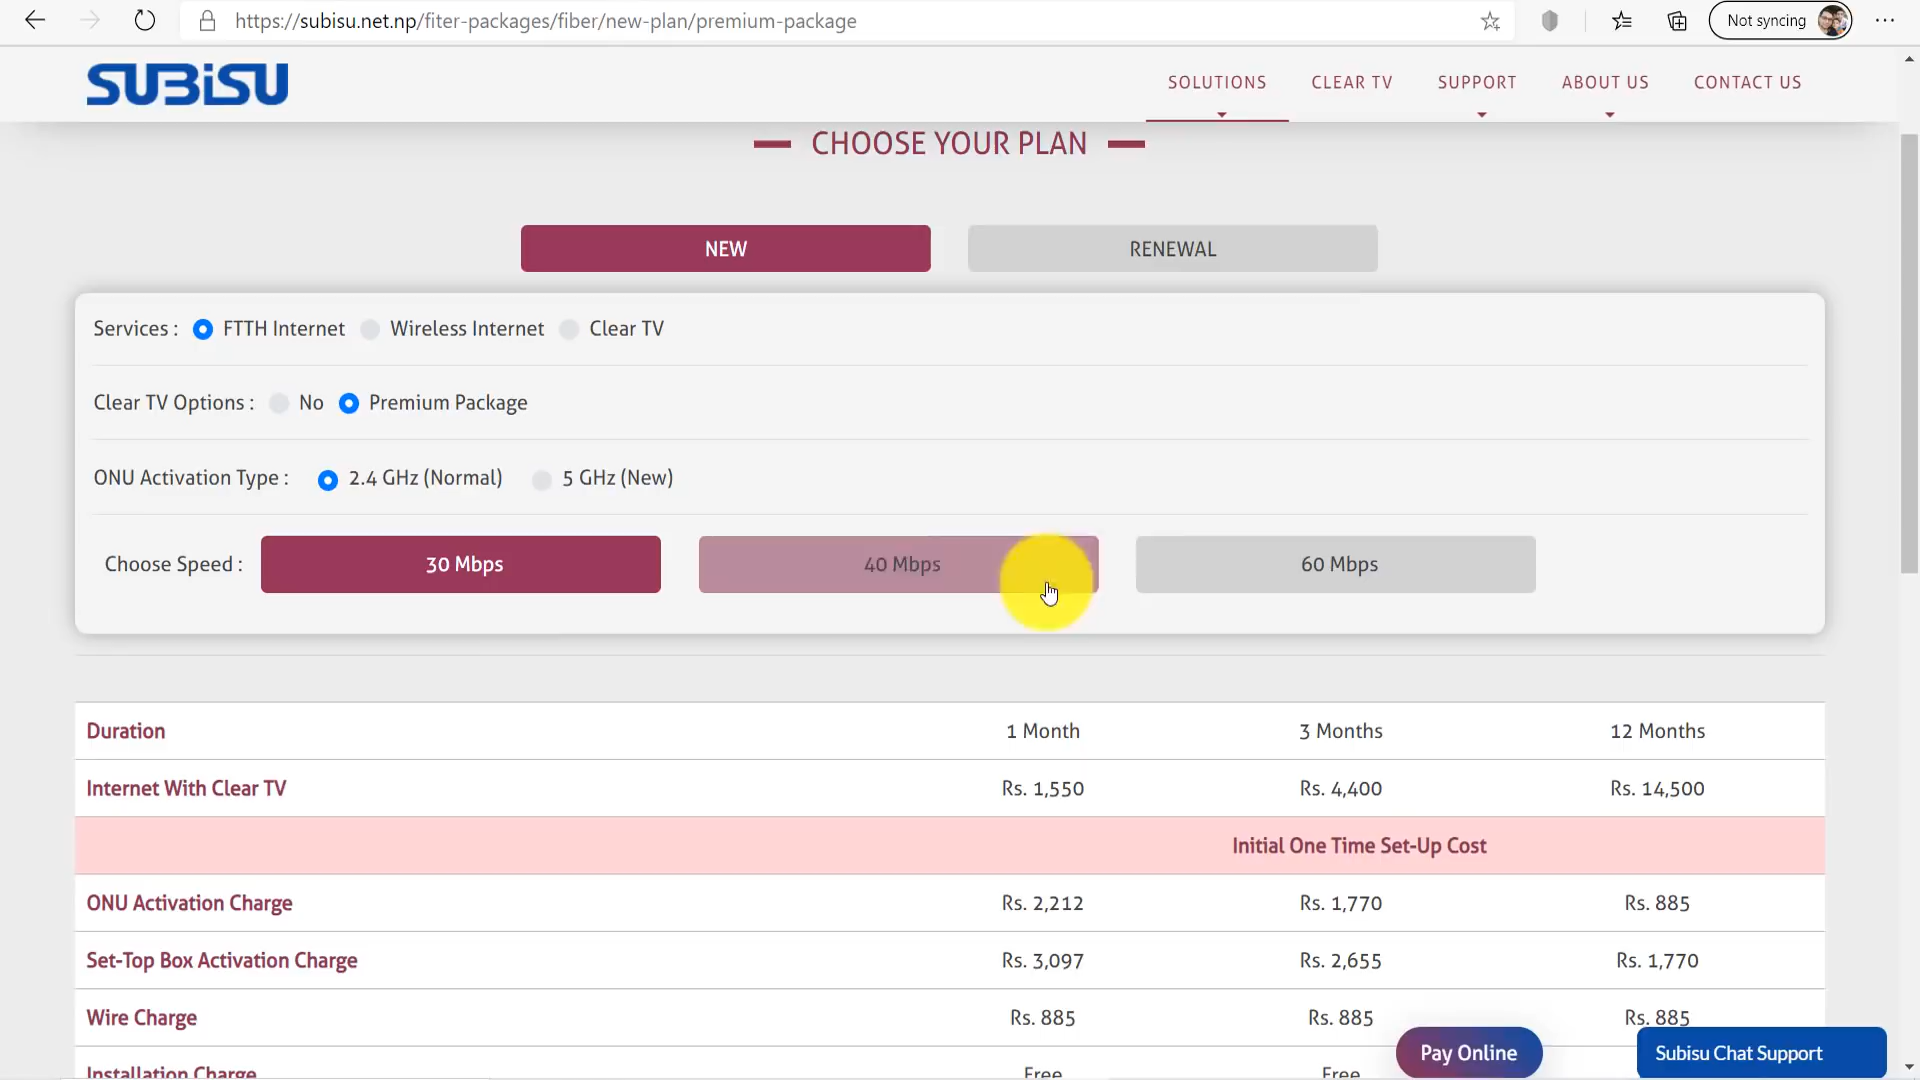 https://subisu.net.np/fiter-packages/fiber/new-plan/premium-package
Not syncing
SUBiSU
SOLUTIONS
CLEAR TV
SUPPORT
ABOUT US
CONTACT US
CHOOSE YOUR PLAN
NEW
RENEWAL
Services : FTTH Internet Wireless Internet Clear TV
Clear TV Options : No Premium Package
ONU Activation Type : 2.4 GHz (Normal) 5 GHz (New)
Choose Speed : 30 Mbps 40 Mbps 60 Mbps
Duration 1 Month 3 Months 12 Months
Internet With Clear TV Rs. 1,550 Rs. 4,400 Rs. 14,500
Initial One Time Set-Up Cost
ONU Activation Charge Rs. 2,212 Rs. 1,770 Rs. 885
Set-Top Box Activation Charge Rs. 3,097 Rs. 2,655 Rs. 1,770
Wire Charge Rs. 885 Rs. 885 Rs. 885
Pay Online
Subisu Chat Support
Installation Charge Free Free